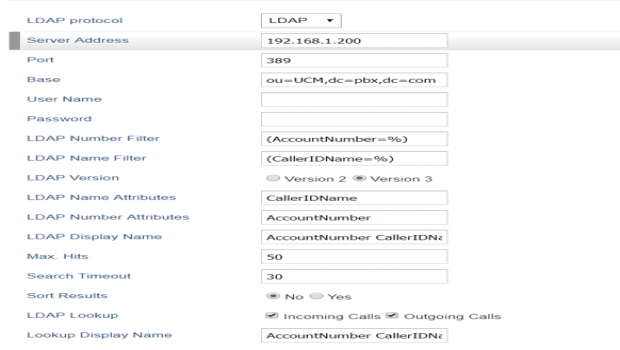 LDAP protocol LDAP
Server Address 192.168.1.200
Port 389
Base ou=UCM,dc=pbx,dc=com
User Name
Password
LDAP Number Filter (AccountNumber=%)
LDAP Name Filter (CallerIDName=%)
LDAP Version Version 2 Version 3
LDAP Name Attributes CallerIDName
LDAP Number Attributes AccountNumber
LDAP Display Name AccountNumber CallerIDNa
Max. Hits 50
Search Timeout 30
Sort Results No Yes
LDAP Lookup Incoming Calls Outgoing Calls
Lookup Display Name AccountNumber CallerIDNa